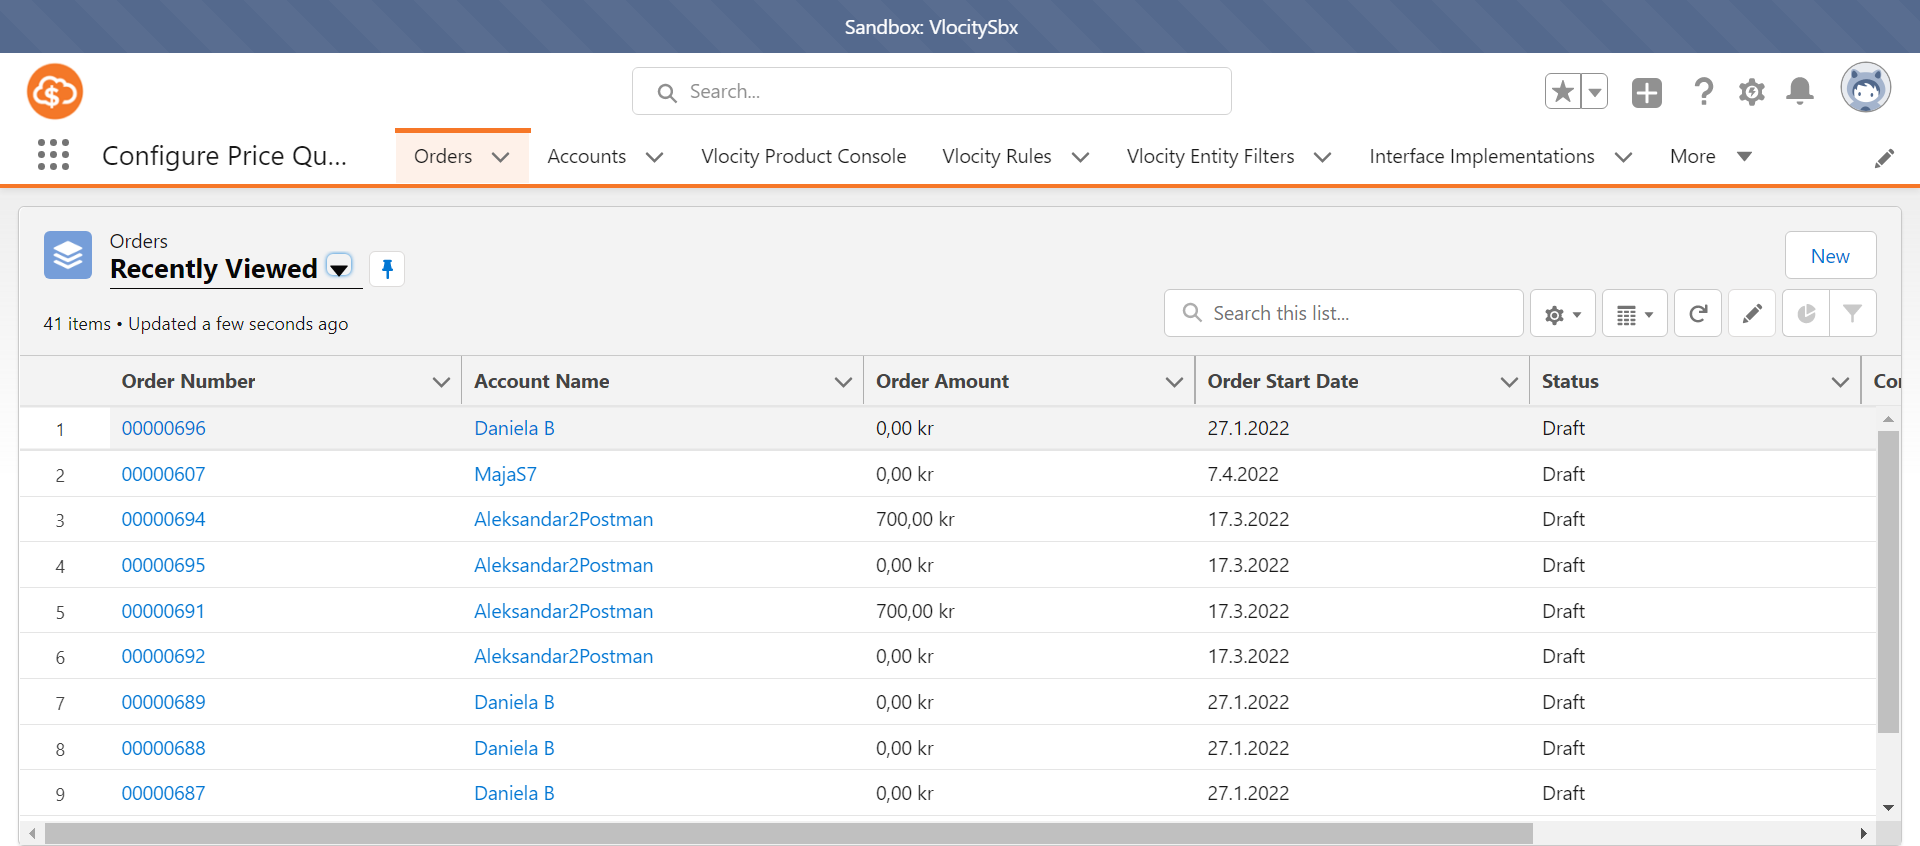 Sandbox: VlocitySbx
Search...
Configure Price Qu... Orders Accounts Vlocity Product Console Vlocity Rules Vlocity Entity Filters Interface Implementations More
Orders
Recently Viewed
New
41 items • Updated a few seconds ago
Search this list...
Order Number Account Name Order Amount Order Start Date Status
1 00000696 Daniela B 0,00 kr 27.1.2022 Draft
2 00000607 MajaS7 0,00 kr 7.4.2022 Draft
3 00000694 Aleksandar2Postman 700,00 kr 17.3.2022 Draft
4 00000695 Aleksandar2Postman 0,00 kr 17.3.2022 Draft
5 00000691 Aleksandar2Postman 700,00 kr 17.3.2022 Draft
6 00000692 Aleksandar2Postman 0,00 kr 17.3.2022 Draft
7 00000689 Daniela B 0,00 kr 27.1.2022 Draft
8 00000688 Daniela B 0,00 kr 27.1.2022 Draft
9 00000687 Daniela B 0,00 kr 27.1.2022 Draft